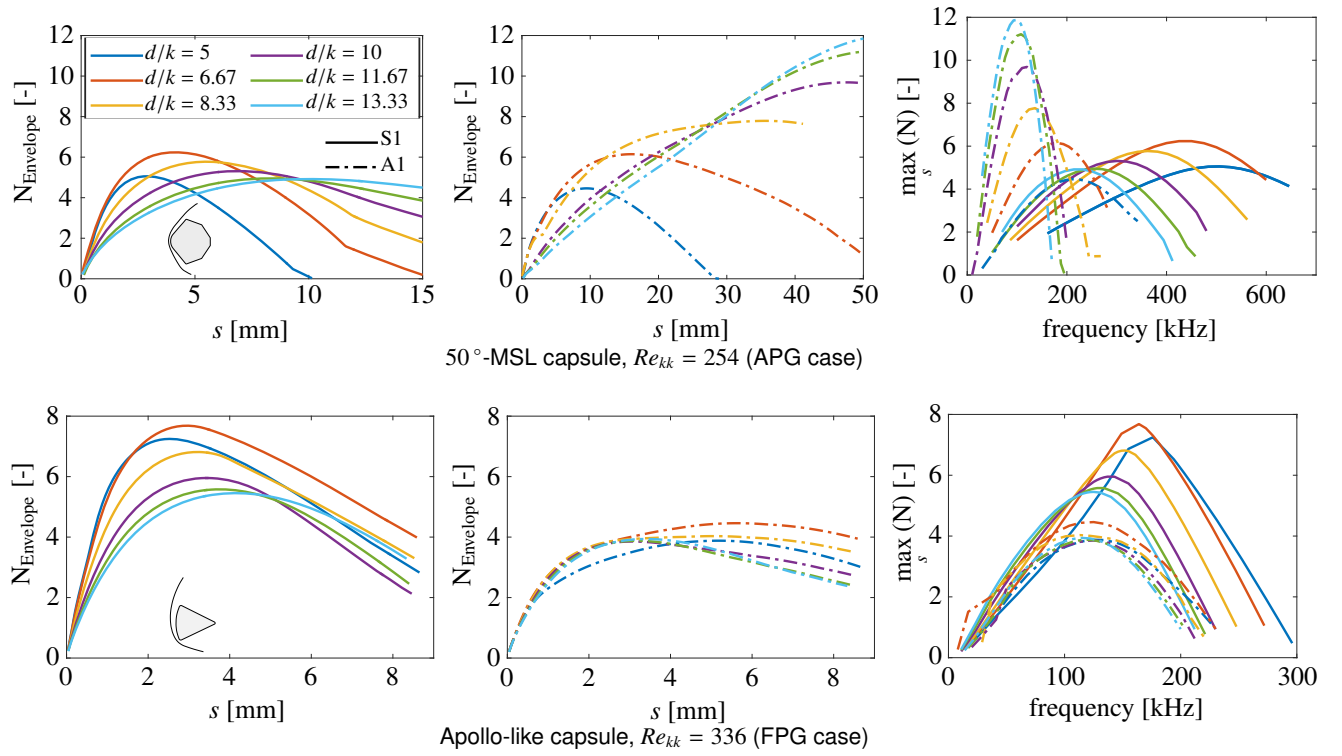 12
10
8
6
4
2
0
N_Envelope [-]
d/k = 5
d/k = 6.67
d/k = 8.33
d/k = 10
d/k = 11.67
d/k = 13.33
S1
A1
0 5 10 15
s [mm]
12
10
8
6
4
2
0
N_Envelope [-]
0 10 20 30 40 50
s [mm]
12
10
8
6
4
2
0
max_s (N) [-]
0 200 400 600
frequency [kHz]
50°-MSL capsule, Re_kk = 254 (APG case)
8
6
4
2
0
N_Envelope [-]
0 2 4 6 8
s [mm]
8
6
4
2
0
N_Envelope [-]
0 2 4 6 8
s [mm]
8
6
4
2
0
max_s (N) [-]
0 100 200 300
frequency [kHz]
Apollo-like capsule, Re_kk = 336 (FPG case)